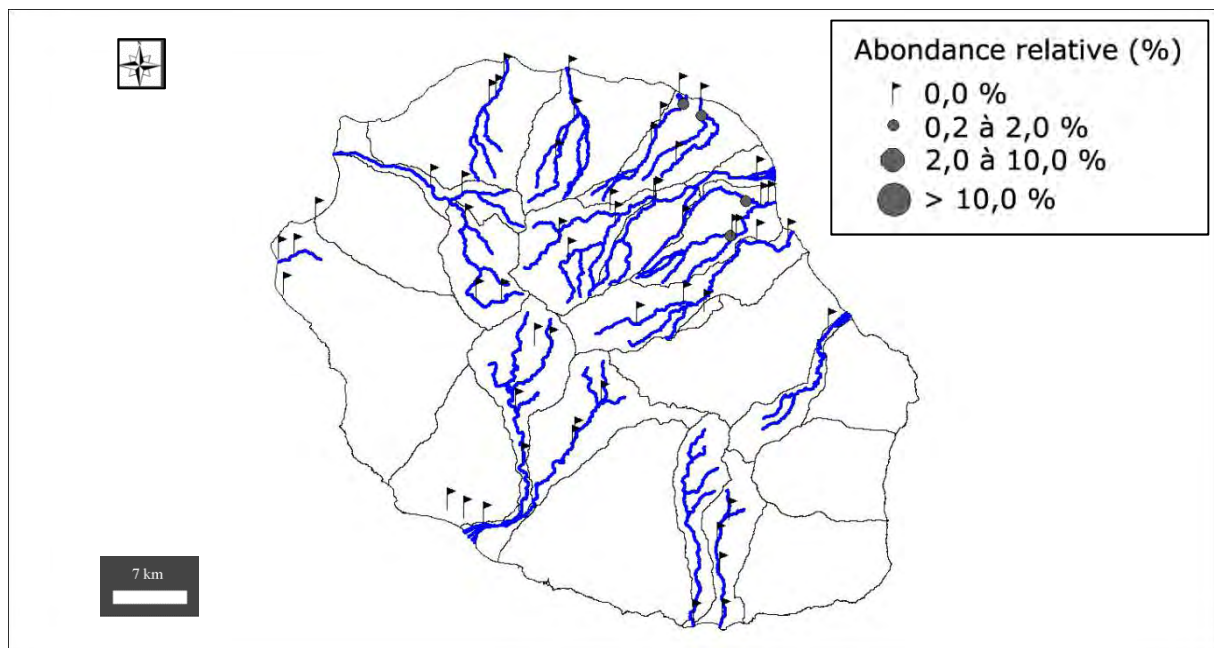 Abondance relative (%)
0,0 %
0,2 à 2,0 %
2,0 à 10,0 %
> 10,0 %
7 km